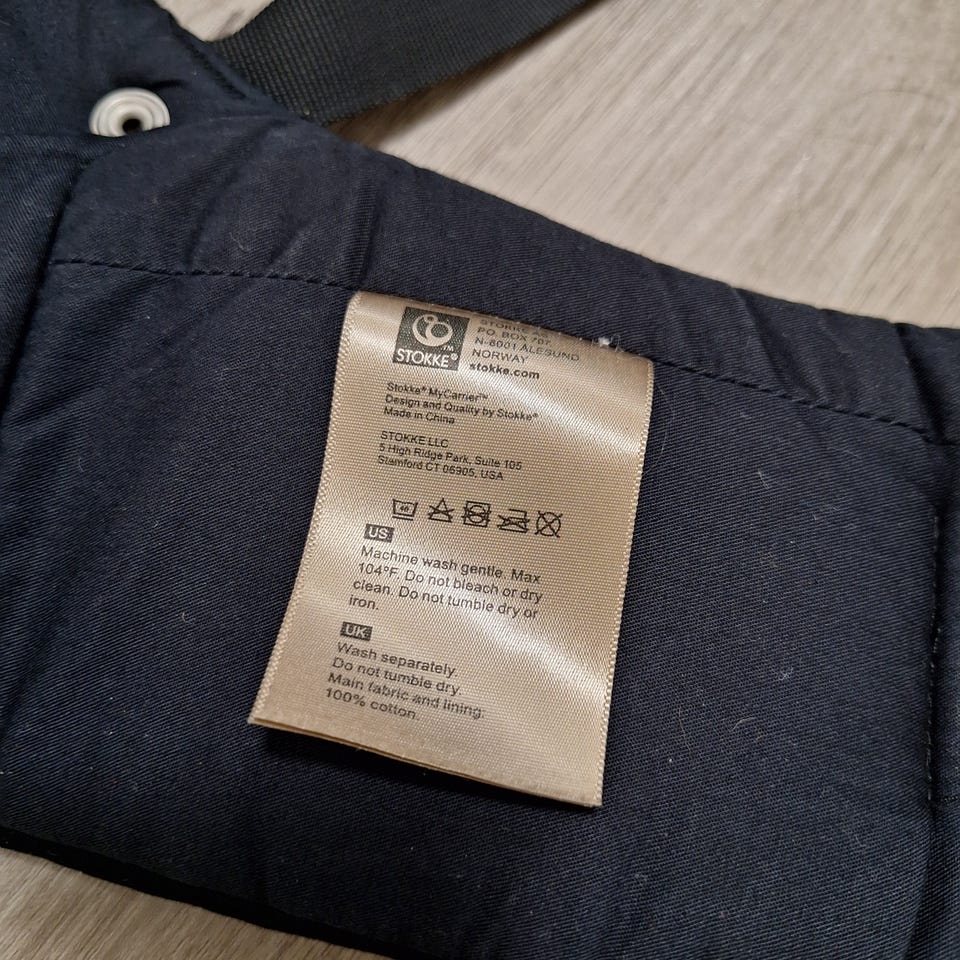 STOKKE®
PO. BOX 707
N-6001 ÅLESUND
NORWAY
stokke.com
Stokke® MyCarrier™
Design and Quality by Stokke®
Made in China
STOKKE LLC
5 High Ridge Park, Suite 105
Stamford CT 06905, USA
US
Machine wash gentle. Max
104°F. Do not bleach or dry
clean. Do not tumble dry or
iron.
UK
Wash separately.
Do not tumble dry.
Main fabric and lining:
100% cotton.